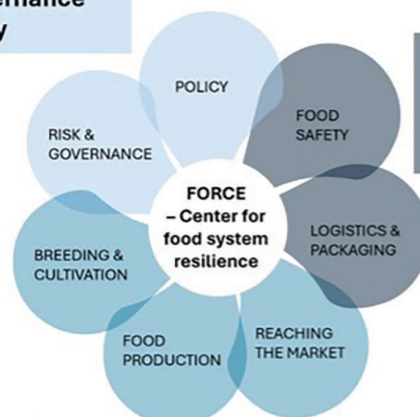 POLICY
FOOD
SAFETY
RISK &
GOVERNANCE
FORCE
– Center for
food system
resilience
LOGISTICS &
PACKAGING
BREEDING &
CULTIVATION
FOOD
PRODUCTION
REACHING
THE MARKET